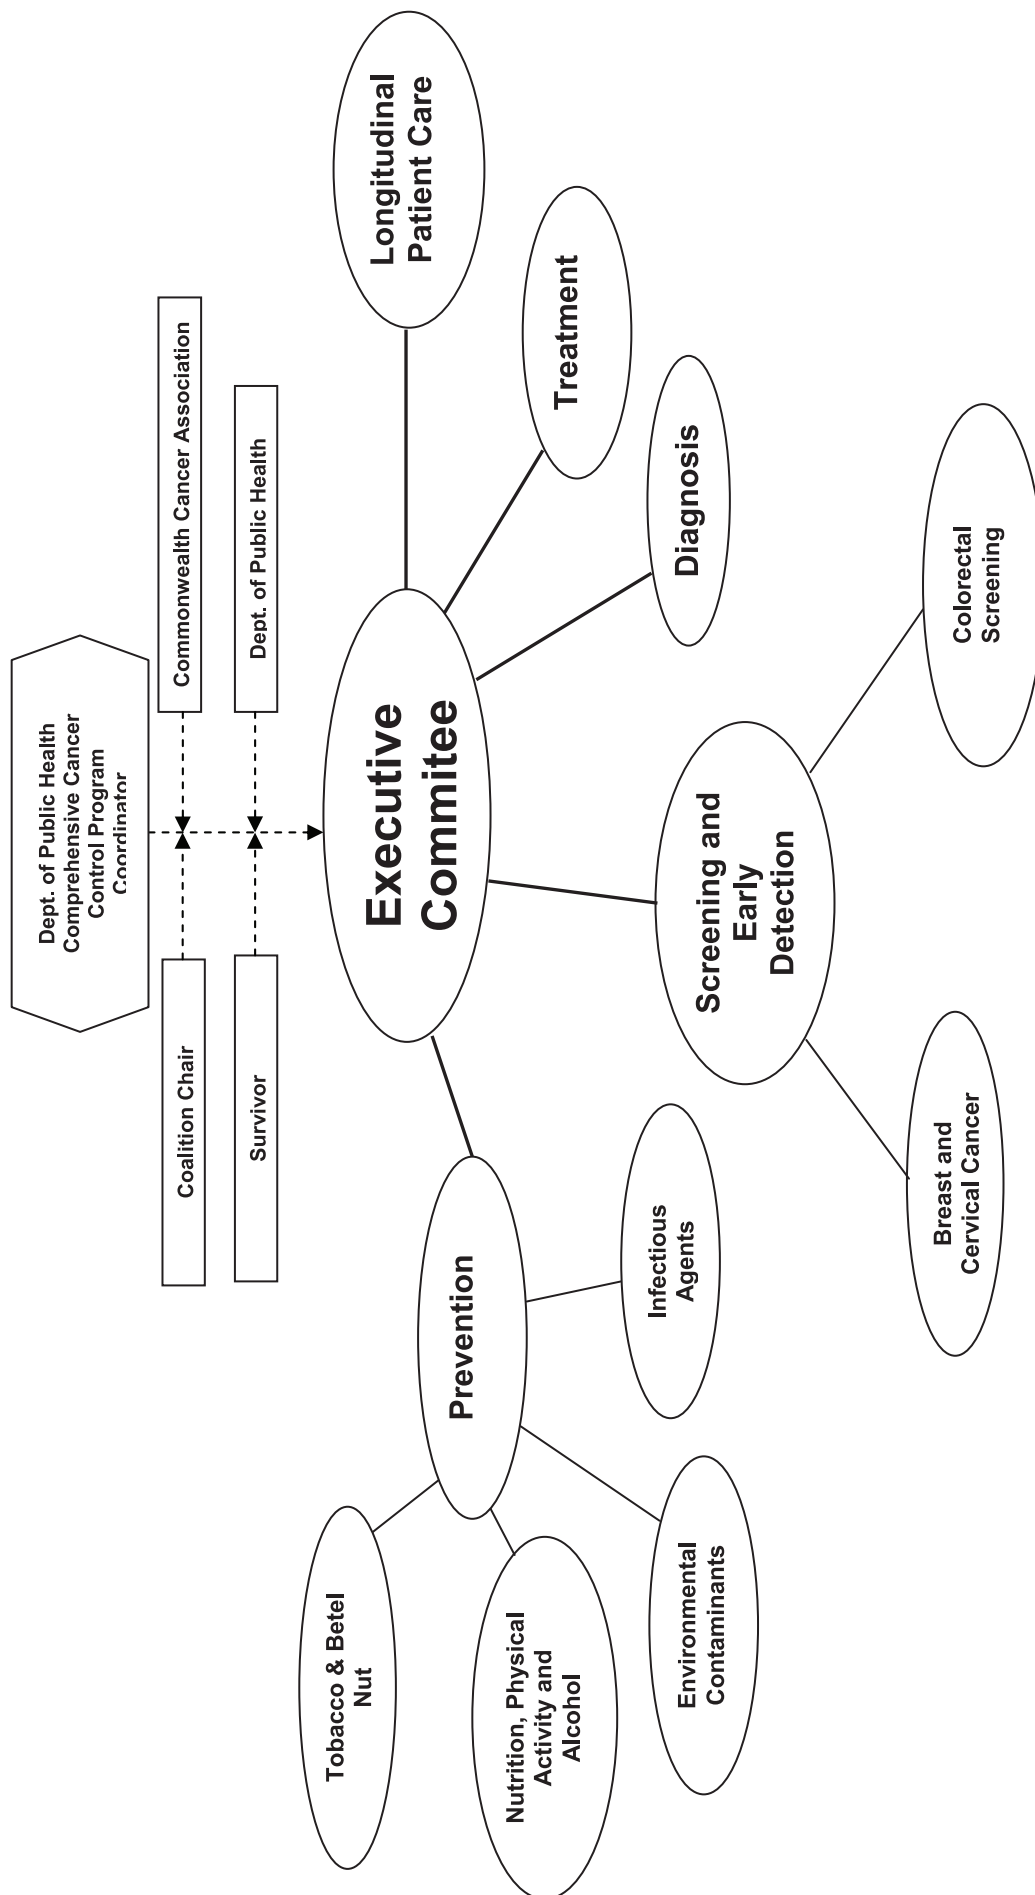 Dept. of Public Health
Comprehensive Cancer
Control Program
Coordinator
Coalition Chair
Commonwealth Cancer Association
Survivor
Dept. of Public Health
Executive
Commitee
Longitudinal
Patient Care
Treatment
Diagnosis
Screening and
Early
Detection
Colorectal
Screening
Breast and
Cervical Cancer
Prevention
Infectious
Agents
Tobacco & Betel
Nut
Nutrition, Physical
Activity and
Alcohol
Environmental
Contaminants